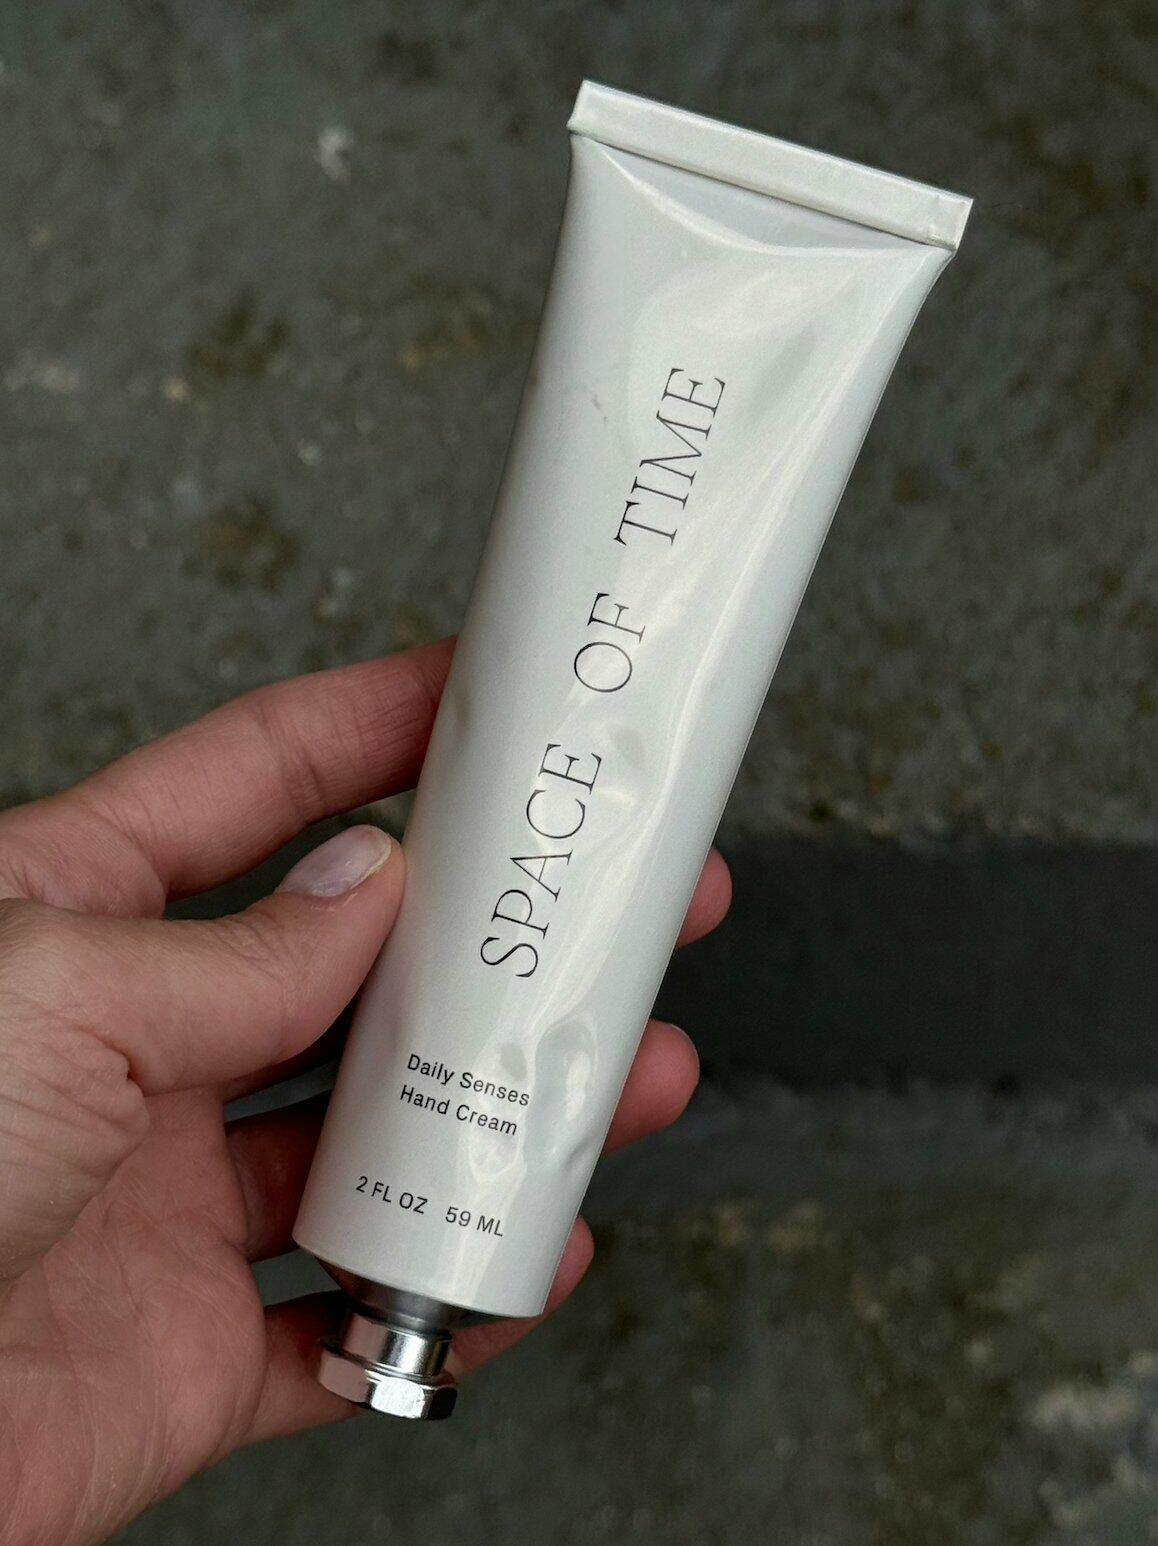 SPACE OF TIME
Daily Senses
Hand Cream
2 FL OZ 59 ML